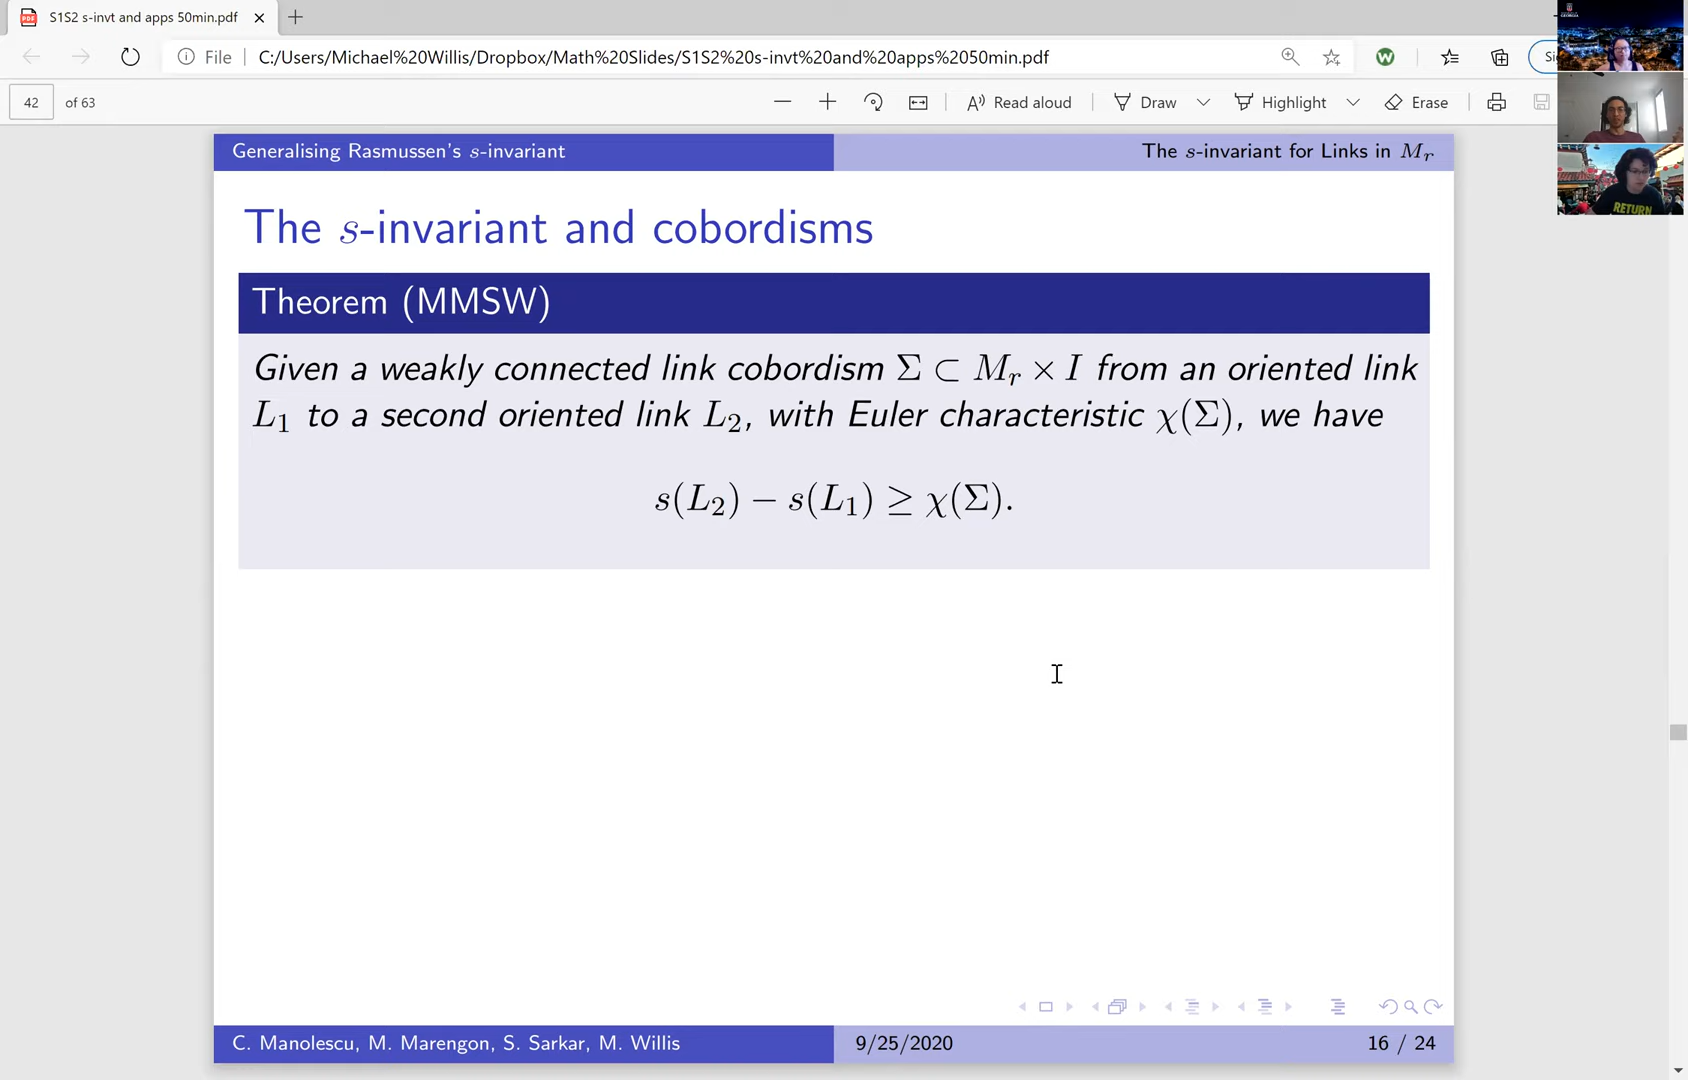 S1S2 s-invt and apps 50min.pdf
File C:/Users/Michael%20Willis/Dropbox/Math%20Slides/S1S2%20s-invt%20and%20apps%2050min.pdf
42 of 63 Read aloud Draw Highlight Erase
Generalising Rasmussen's s-invariant The s-invariant for Links in M_r
The s-invariant and cobordisms
Theorem (MMSW)
Given a weakly connected link cobordism Σ ⊂ M_r × I from an oriented link
L_1 to a second oriented link L_2, with Euler characteristic χ(Σ), we have
s(L_2) − s(L_1) ≥ χ(Σ).
C. Manolescu, M. Marengon, S. Sarkar, M. Willis 9/25/2020 16 / 24
RETURN